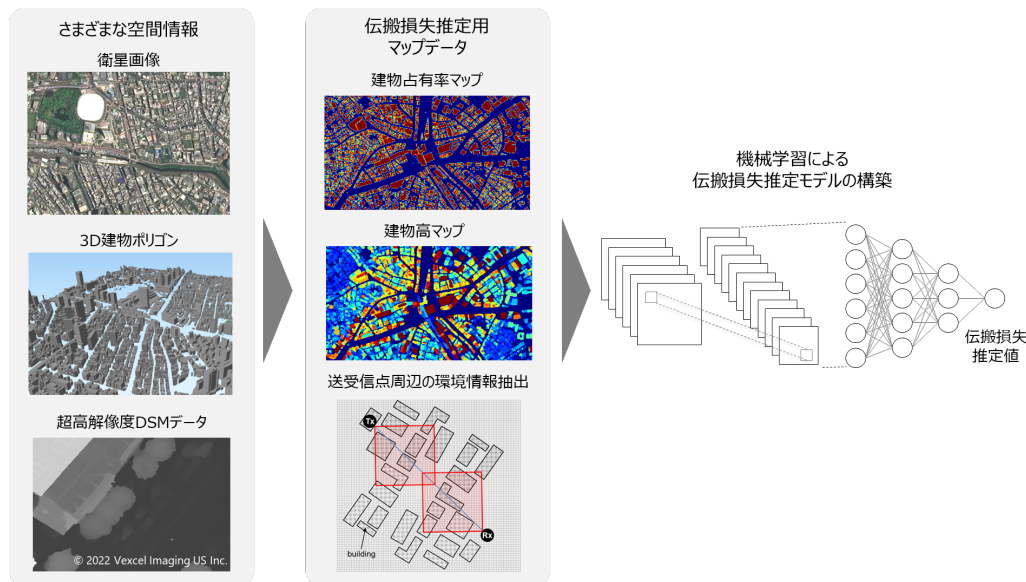 さまざまな空間情報
衛星画像
3D建物ポリゴン
超高解像度DSMデータ
© 2022 Vexcel Imaging US Inc.
伝搬損失推定用
マップデータ
建物占有率マップ
建物高マップ
送受信点周辺の環境情報抽出
Tx
Rx
building
機械学習による
伝搬損失推定モデルの構築
伝搬損失
推定値